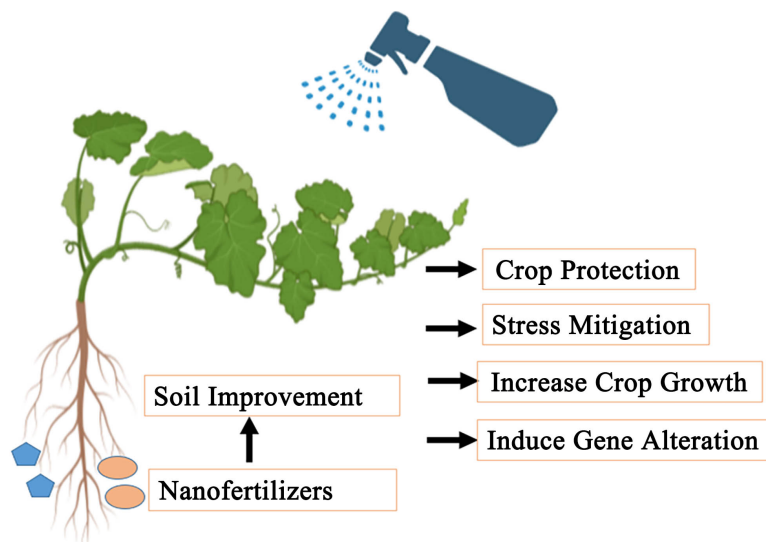 Crop Protection
Stress Mitigation
Soil Improvement
Increase Crop Growth
Induce Gene Alteration
Nanofertilizers